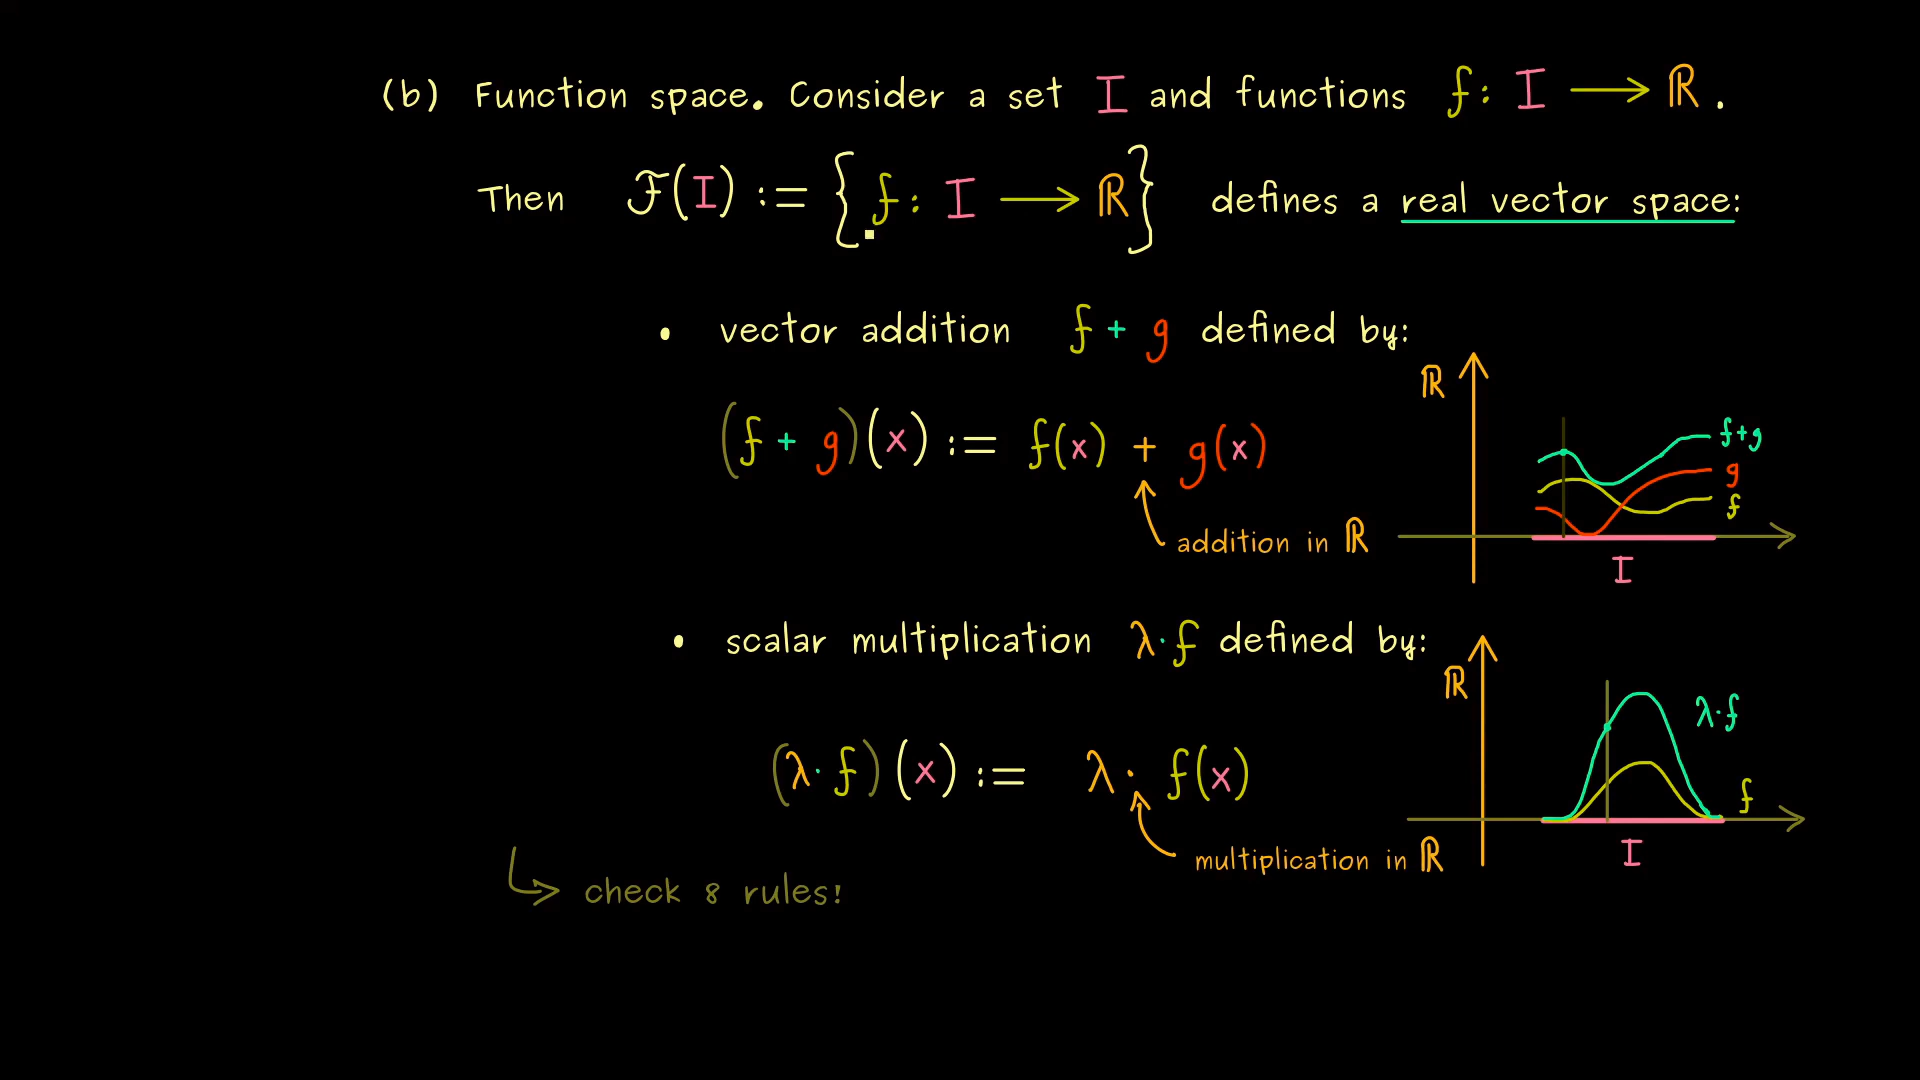 (b) Function space. Consider a set I and functions f: I ⟶ ℝ.
Then ℱ(I) := { f: I ⟶ ℝ } defines a real vector space:
• vector addition f + g defined by:
(f + g)(x) := f(x) + g(x)
addition in ℝ
ℝ
f+g
g
f
I
• scalar multiplication λ·f defined by:
(λ·f)(x) := λ · f(x)
multiplication in ℝ
ℝ
λ·f
f
I
check 8 rules!